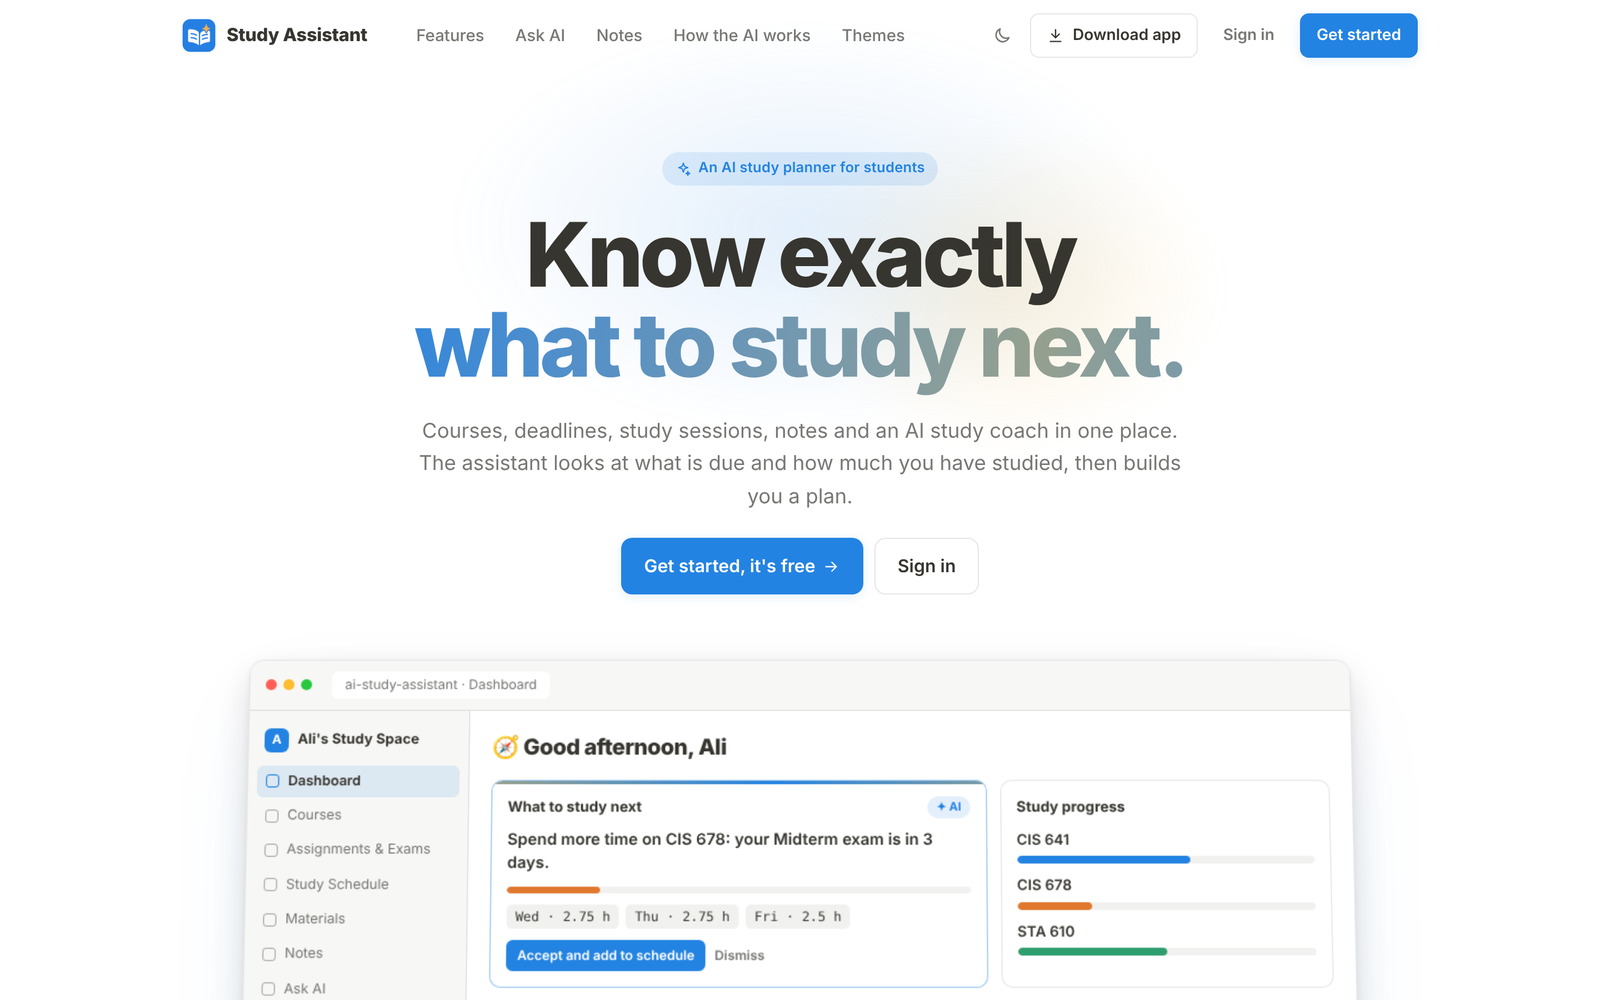 Study Assistant
Features
Ask AI
Notes
How the AI works
Themes
Download app
Sign in
Get started
An AI study planner for students
Know exactly
what to study next.
Courses, deadlines, study sessions, notes and an AI study coach in one place.
The assistant looks at what is due and how much you have studied, then builds
you a plan.
Get started, it's free →
Sign in
ai-study-assistant · Dashboard
A
Ali's Study Space
Dashboard
Courses
Assignments & Exams
Study Schedule
Materials
Notes
Ask AI
Good afternoon, Ali
What to study next
✦ AI
Spend more time on CIS 678: your Midterm exam is in 3
days.
Wed · 2.75 h
Thu · 2.75 h
Fri · 2.5 h
Accept and add to schedule
Dismiss
Study progress
CIS 641
CIS 678
STA 610